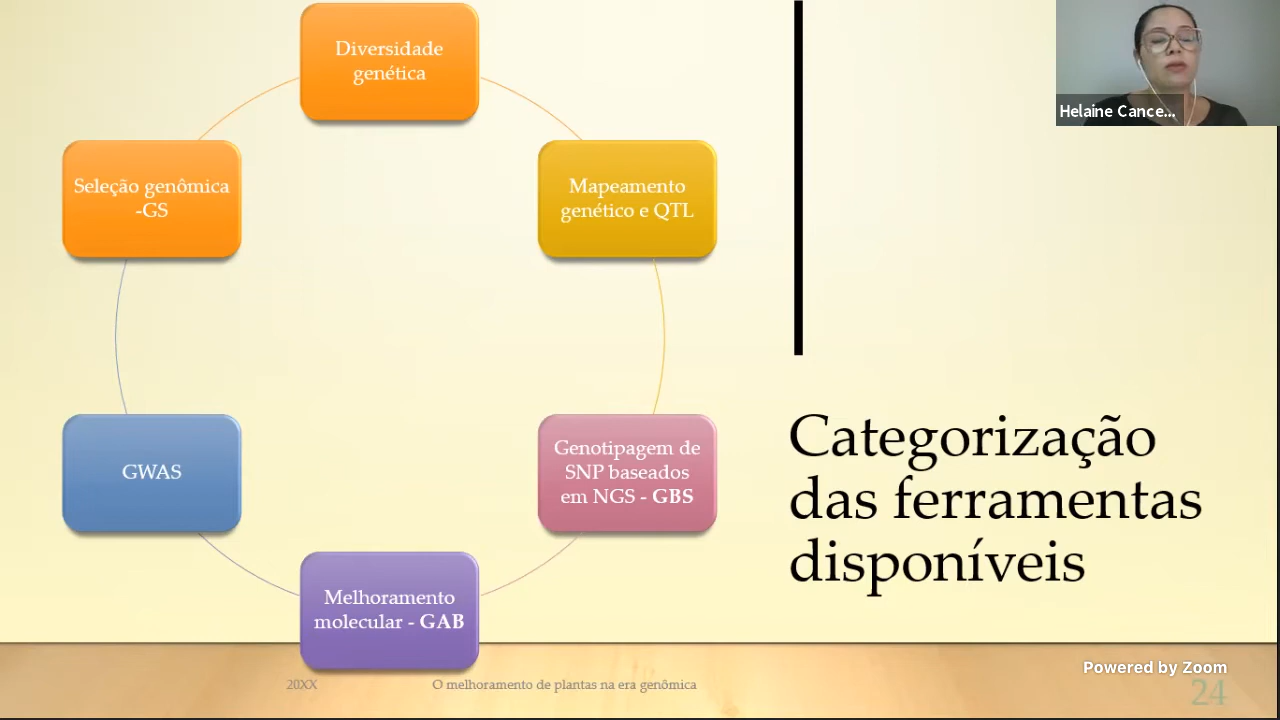 Diversidade
genética
Seleção genômica
-GS
Mapeamento
genético e QTL
GWAS
Genotipagem de
SNP baseados
em NGS - GBS
Melhoramento
molecular - GAB
Categorização
das ferramentas
disponíveis
Helaine Cance...
20XX
O melhoramento de plantas na era genômica
Powered by Zoom
24